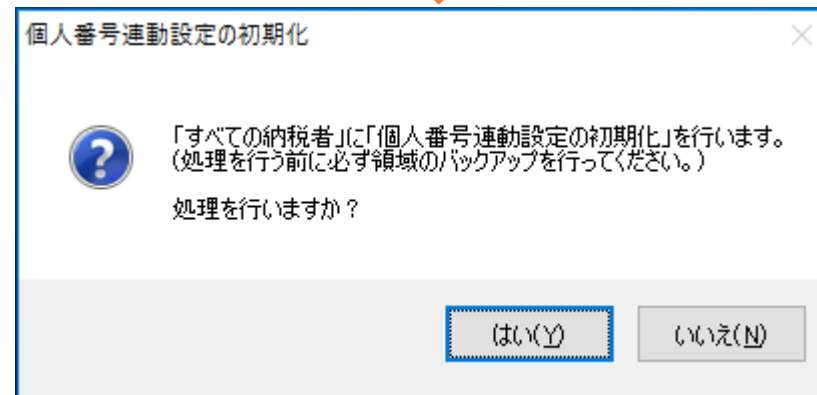 個人番号連動設定の初期化
「すべての納税者」に「個人番号連動設定の初期化」を行います。
(処理を行う前に必ず領域のバックアップを行ってください。)
処理を行いますか?
はい(Y)
いいえ(N)